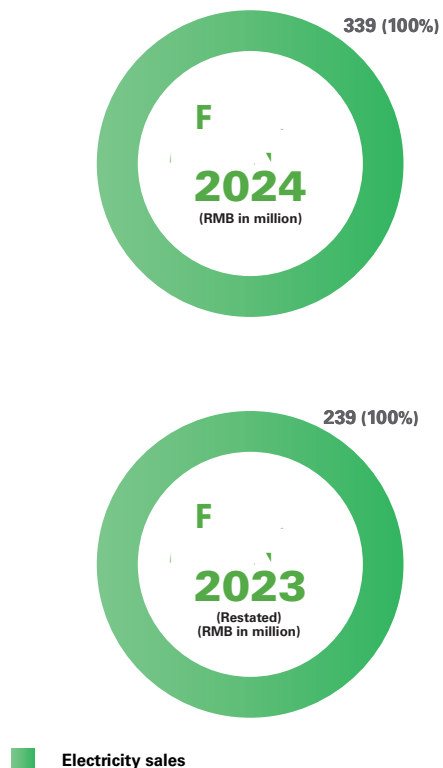 339 (100%)
F
2024
(RMB in million)
239 (100%)
F
2023
(Restated)
(RMB in million)
Electricity sales